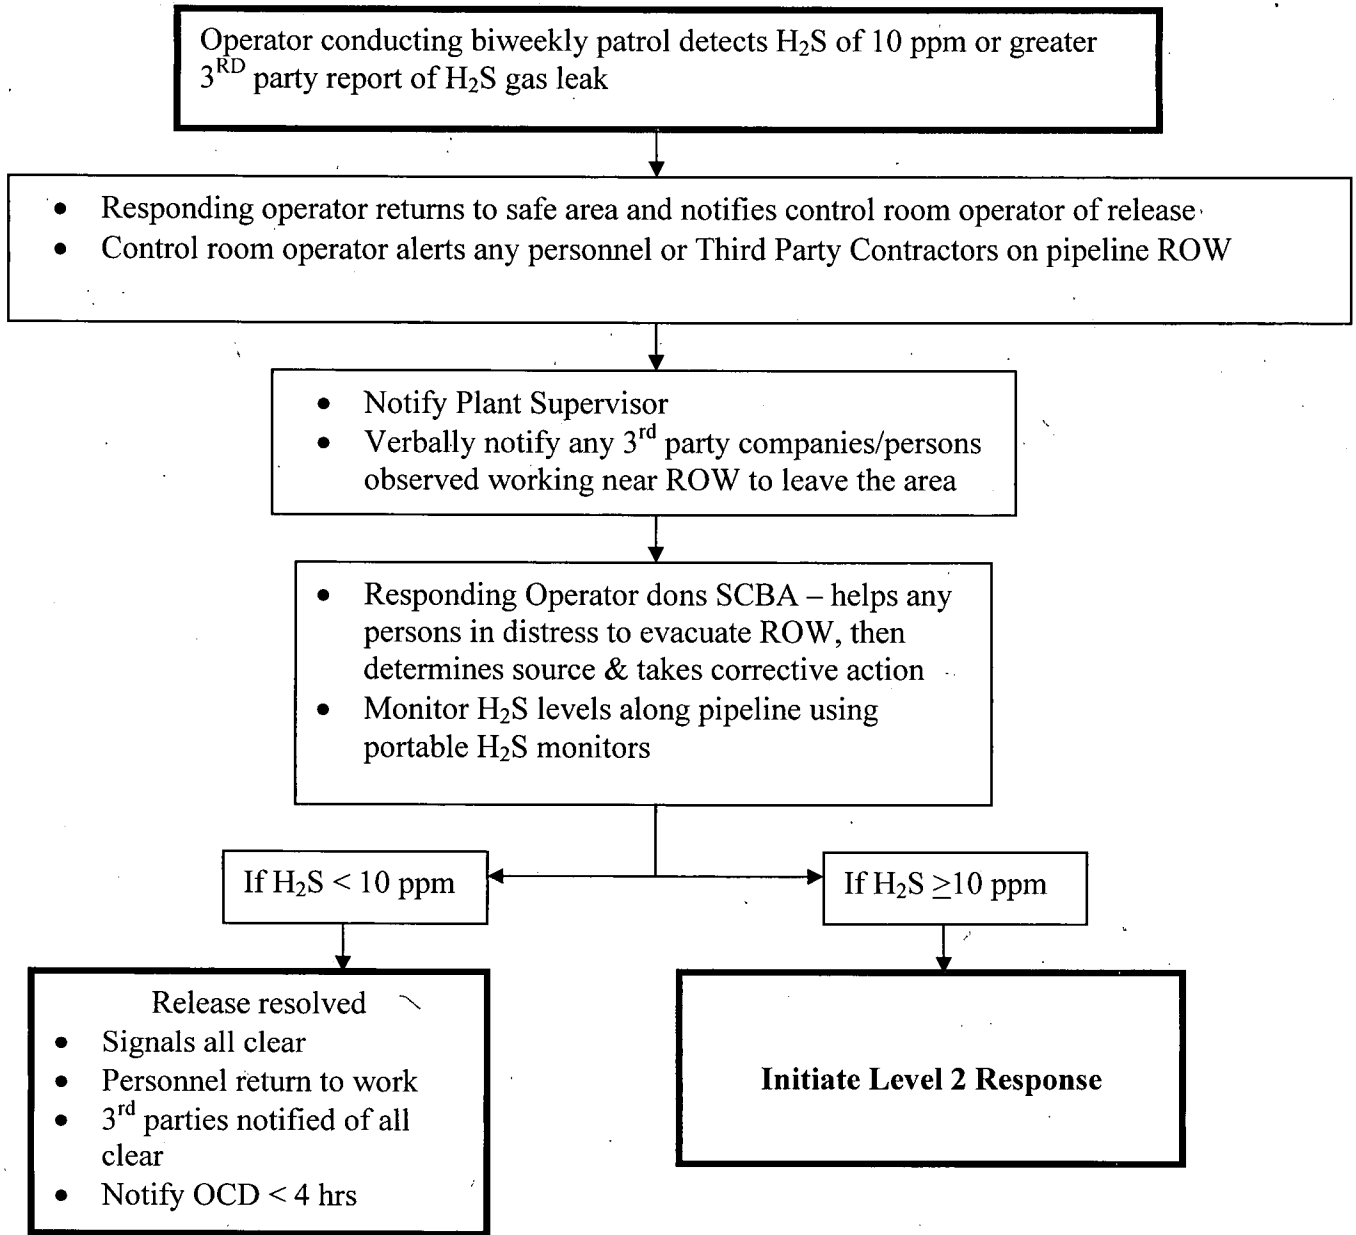 Operator conducting biweekly patrol detects H₂S of 10 ppm or greater
3ᴿᴰ party report of H₂S gas leak
• Responding operator returns to safe area and notifies control room operator of release
• Control room operator alerts any personnel or Third Party Contractors on pipeline ROW
• Notify Plant Supervisor
• Verbally notify any 3ʳᵈ party companies/persons
observed working near ROW to leave the area
• Responding Operator dons SCBA – helps any
persons in distress to evacuate ROW, then
determines source & takes corrective action
• Monitor H₂S levels along pipeline using
portable H₂S monitors
If H₂S < 10 ppm
If H₂S ≥10 ppm
Release resolved
• Signals all clear
• Personnel return to work
• 3ʳᵈ parties notified of all
clear
• Notify OCD < 4 hrs
Initiate Level 2 Response